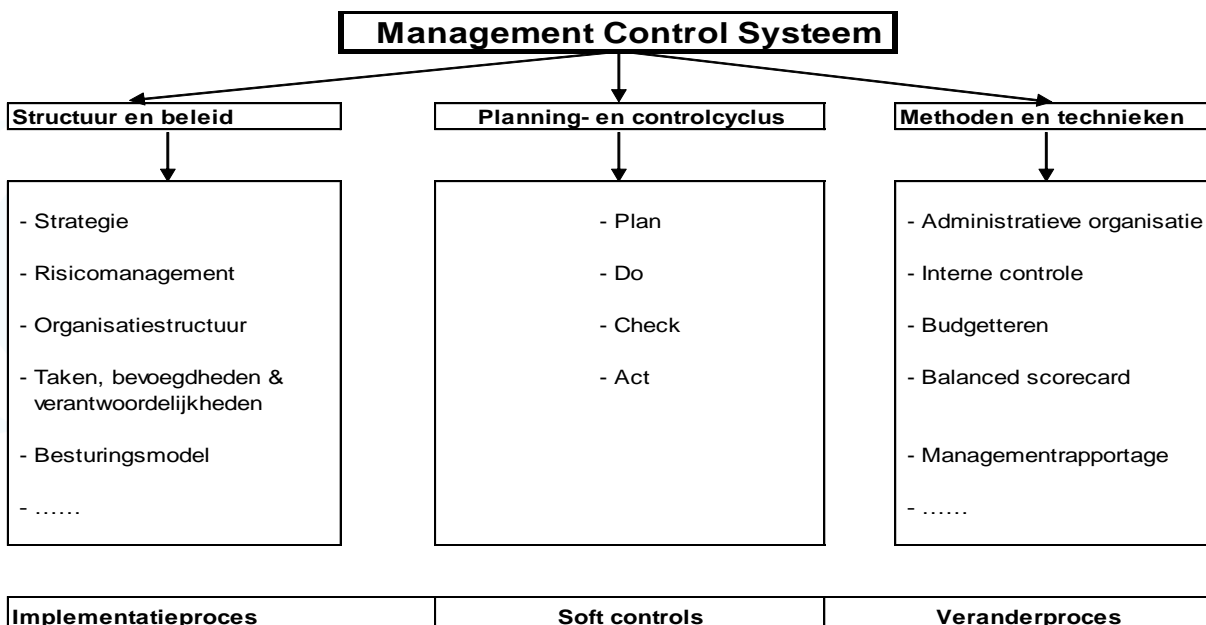 Management Control Systeem
Structuur en beleid
- Strategie
- Risicomanagement
- Organisatiestructuur
- Taken, bevoegdheden &
verantwoordelijkheden
- Besturingsmodel
- ......
Planning- en controlcyclus
- Plan
- Do
- Check
- Act
Methoden en technieken
- Administratieve organisatie
- Interne controle
- Budgetteren
- Balanced scorecard
- Managementrapportage
- ......
Implementatieproces
Soft controls
Veranderproces